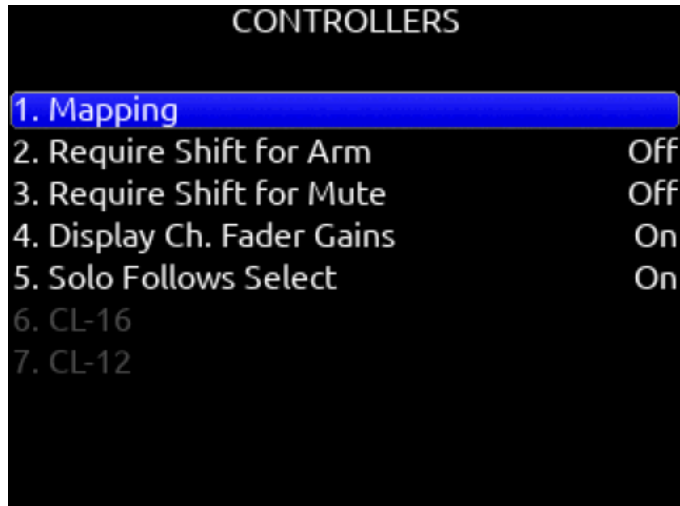 CONTROLLERS
1. Mapping
2. Require Shift for Arm Off
3. Require Shift for Mute Off
4. Display Ch. Fader Gains On
5. Solo Follows Select On
6. CL-16
7. CL-12